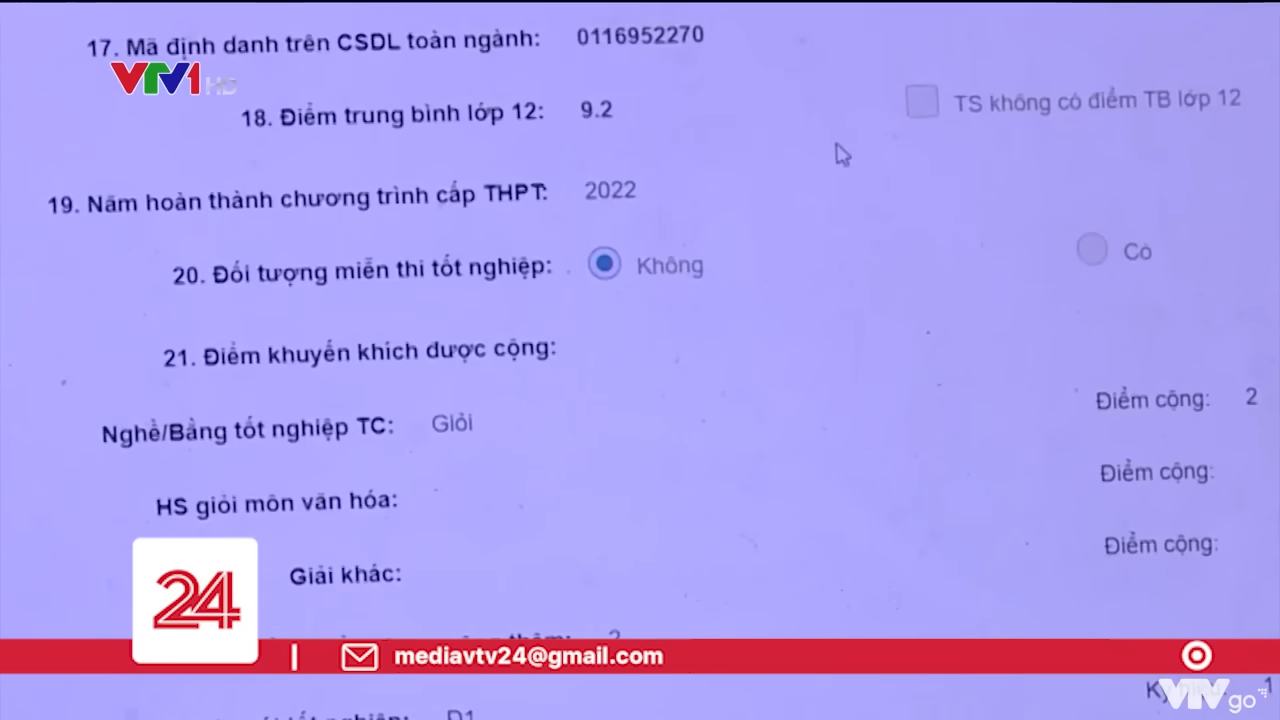 17. Mã định danh trên CSDL toàn ngành: 0116952270
VTV1 HD
18. Điểm trung bình lớp 12: 9.2
TS không có điểm TB lớp 12
19. Năm hoàn thành chương trình cấp THPT: 2022
20. Đối tượng miễn thi tốt nghiệp: Không Có
21. Điểm khuyến khích được cộng:
Nghề/Bằng tốt nghiệp TC: Giỏi Điểm cộng: 2
HS giỏi môn văn hóa: Điểm cộng:
Giải khác: Điểm cộng:
24
mediavtv24@gmail.com
VTV go